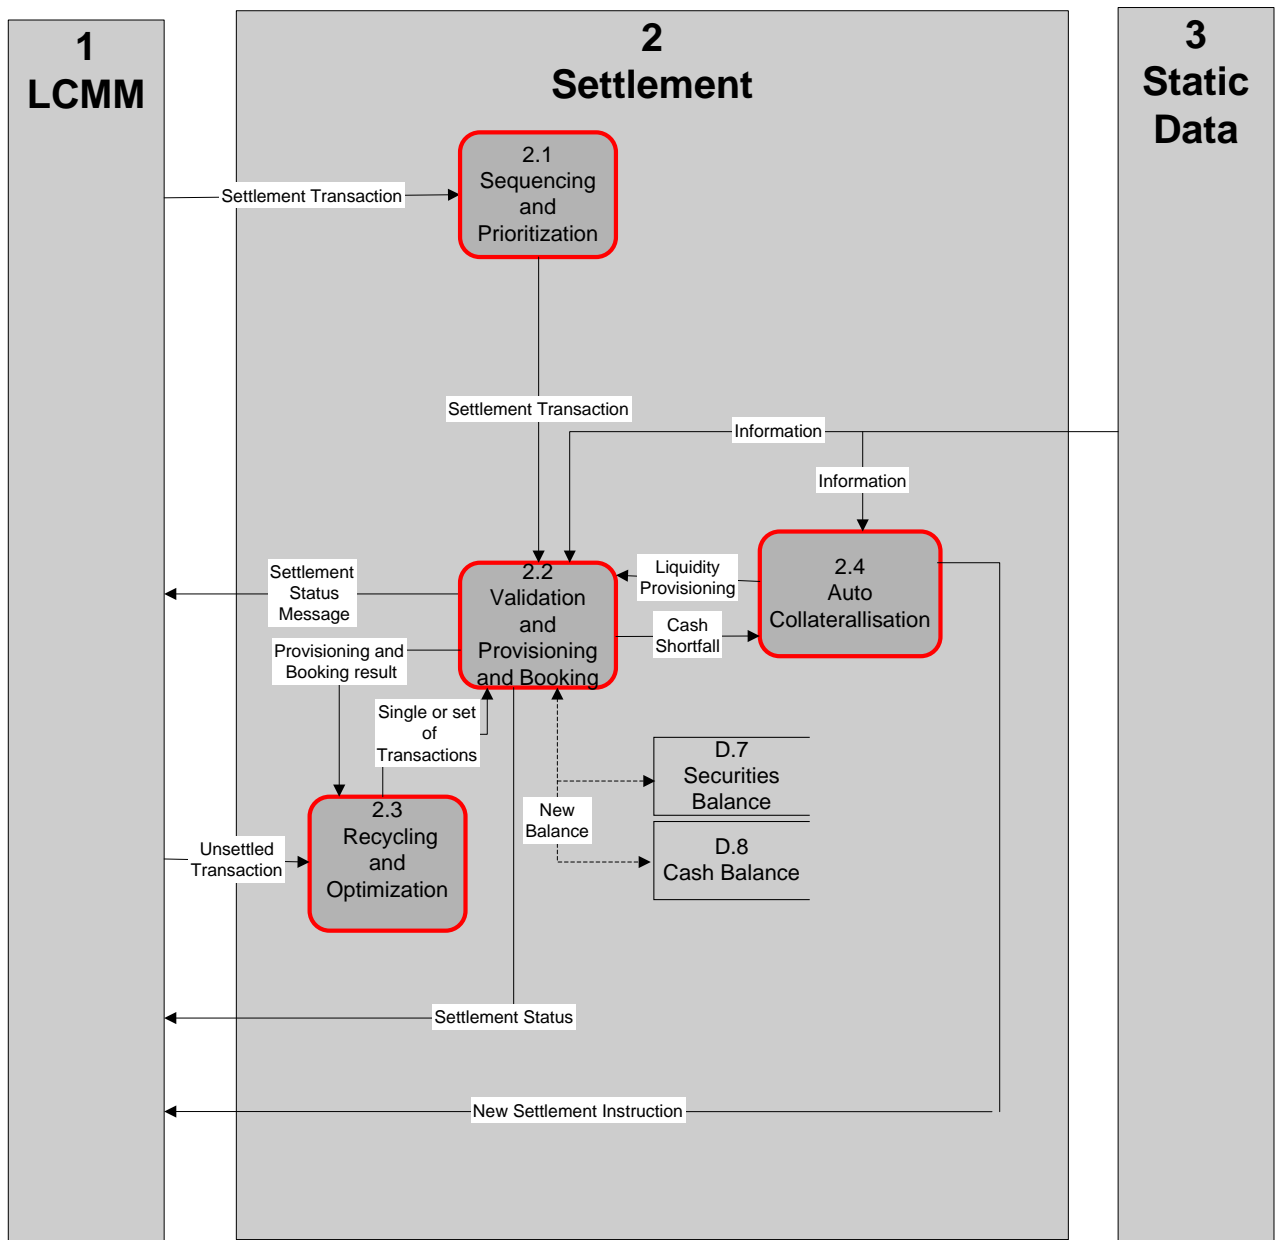 1
LCMM
2
Settlement
3
Static
Data
2.1
Sequencing
and
Prioritization
Settlement Transaction
Settlement Transaction
Information
Information
2.2
Validation
and
Provisioning
and Booking
Liquidity
Provisioning
Cash
Shortfall
2.4
Auto
Collaterallisation
Settlement
Status
Message
Provisioning and
Booking result
Single or set
of
Transactions
D.7
Securities
Balance
New
Balance
D.8
Cash Balance
2.3
Recycling
and
Optimization
Unsettled
Transaction
Settlement Status
New Settlement Instruction